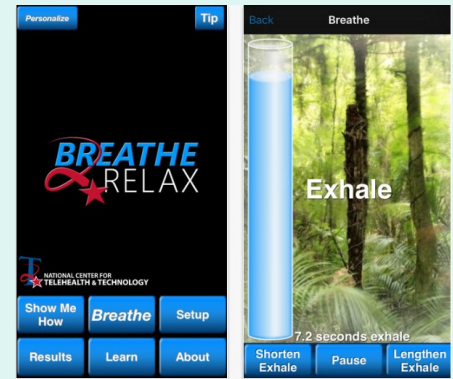 Personalize
Tip
BREATHE
2 RELAX
NATIONAL CENTER FOR
TELEHEALTH & TECHNOLOGY
Show Me
How
Breathe
Setup
Results
Learn
About
Back
Breathe
Exhale
7.2 seconds exhale
Shorten
Exhale
Pause
Lengthen
Exhale